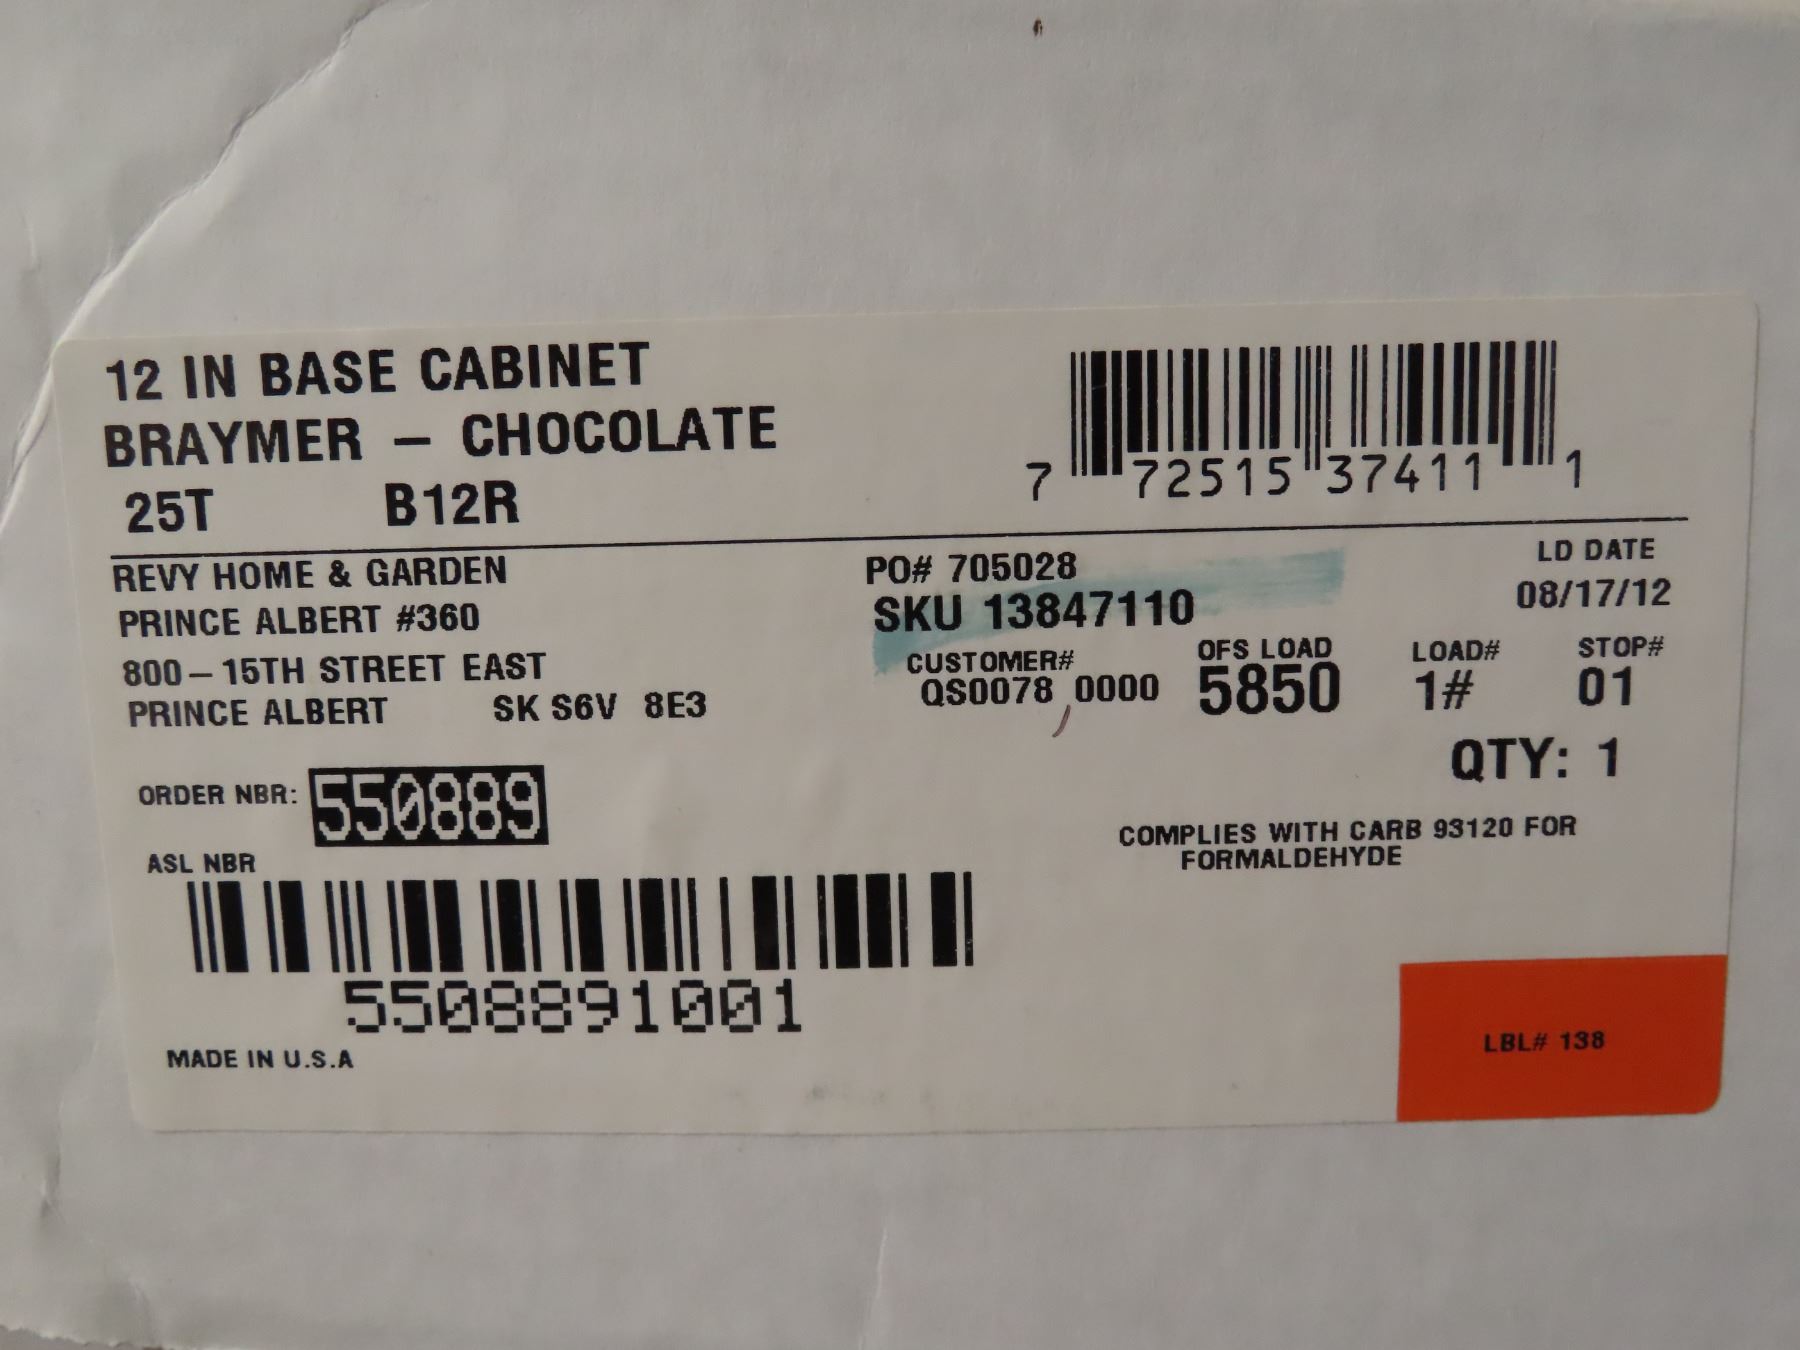 12 IN BASE CABINET
BRAYMER – CHOCOLATE
25T B12R
7 72515 37411 1
REVY HOME & GARDEN
PRINCE ALBERT #360
800–15TH STREET EAST
PRINCE ALBERT SK S6V 8E3
PO# 705028
SKU 13847110
LD DATE
08/17/12
CUSTOMER# OFS LOAD LOAD# STOP#
QS0078 0000 5850 1# 01
QTY: 1
ORDER NBR: 550889
COMPLIES WITH CARB 93120 FOR
FORMALDEHYDE
ASL NBR
5508891001
MADE IN U.S.A
LBL# 138